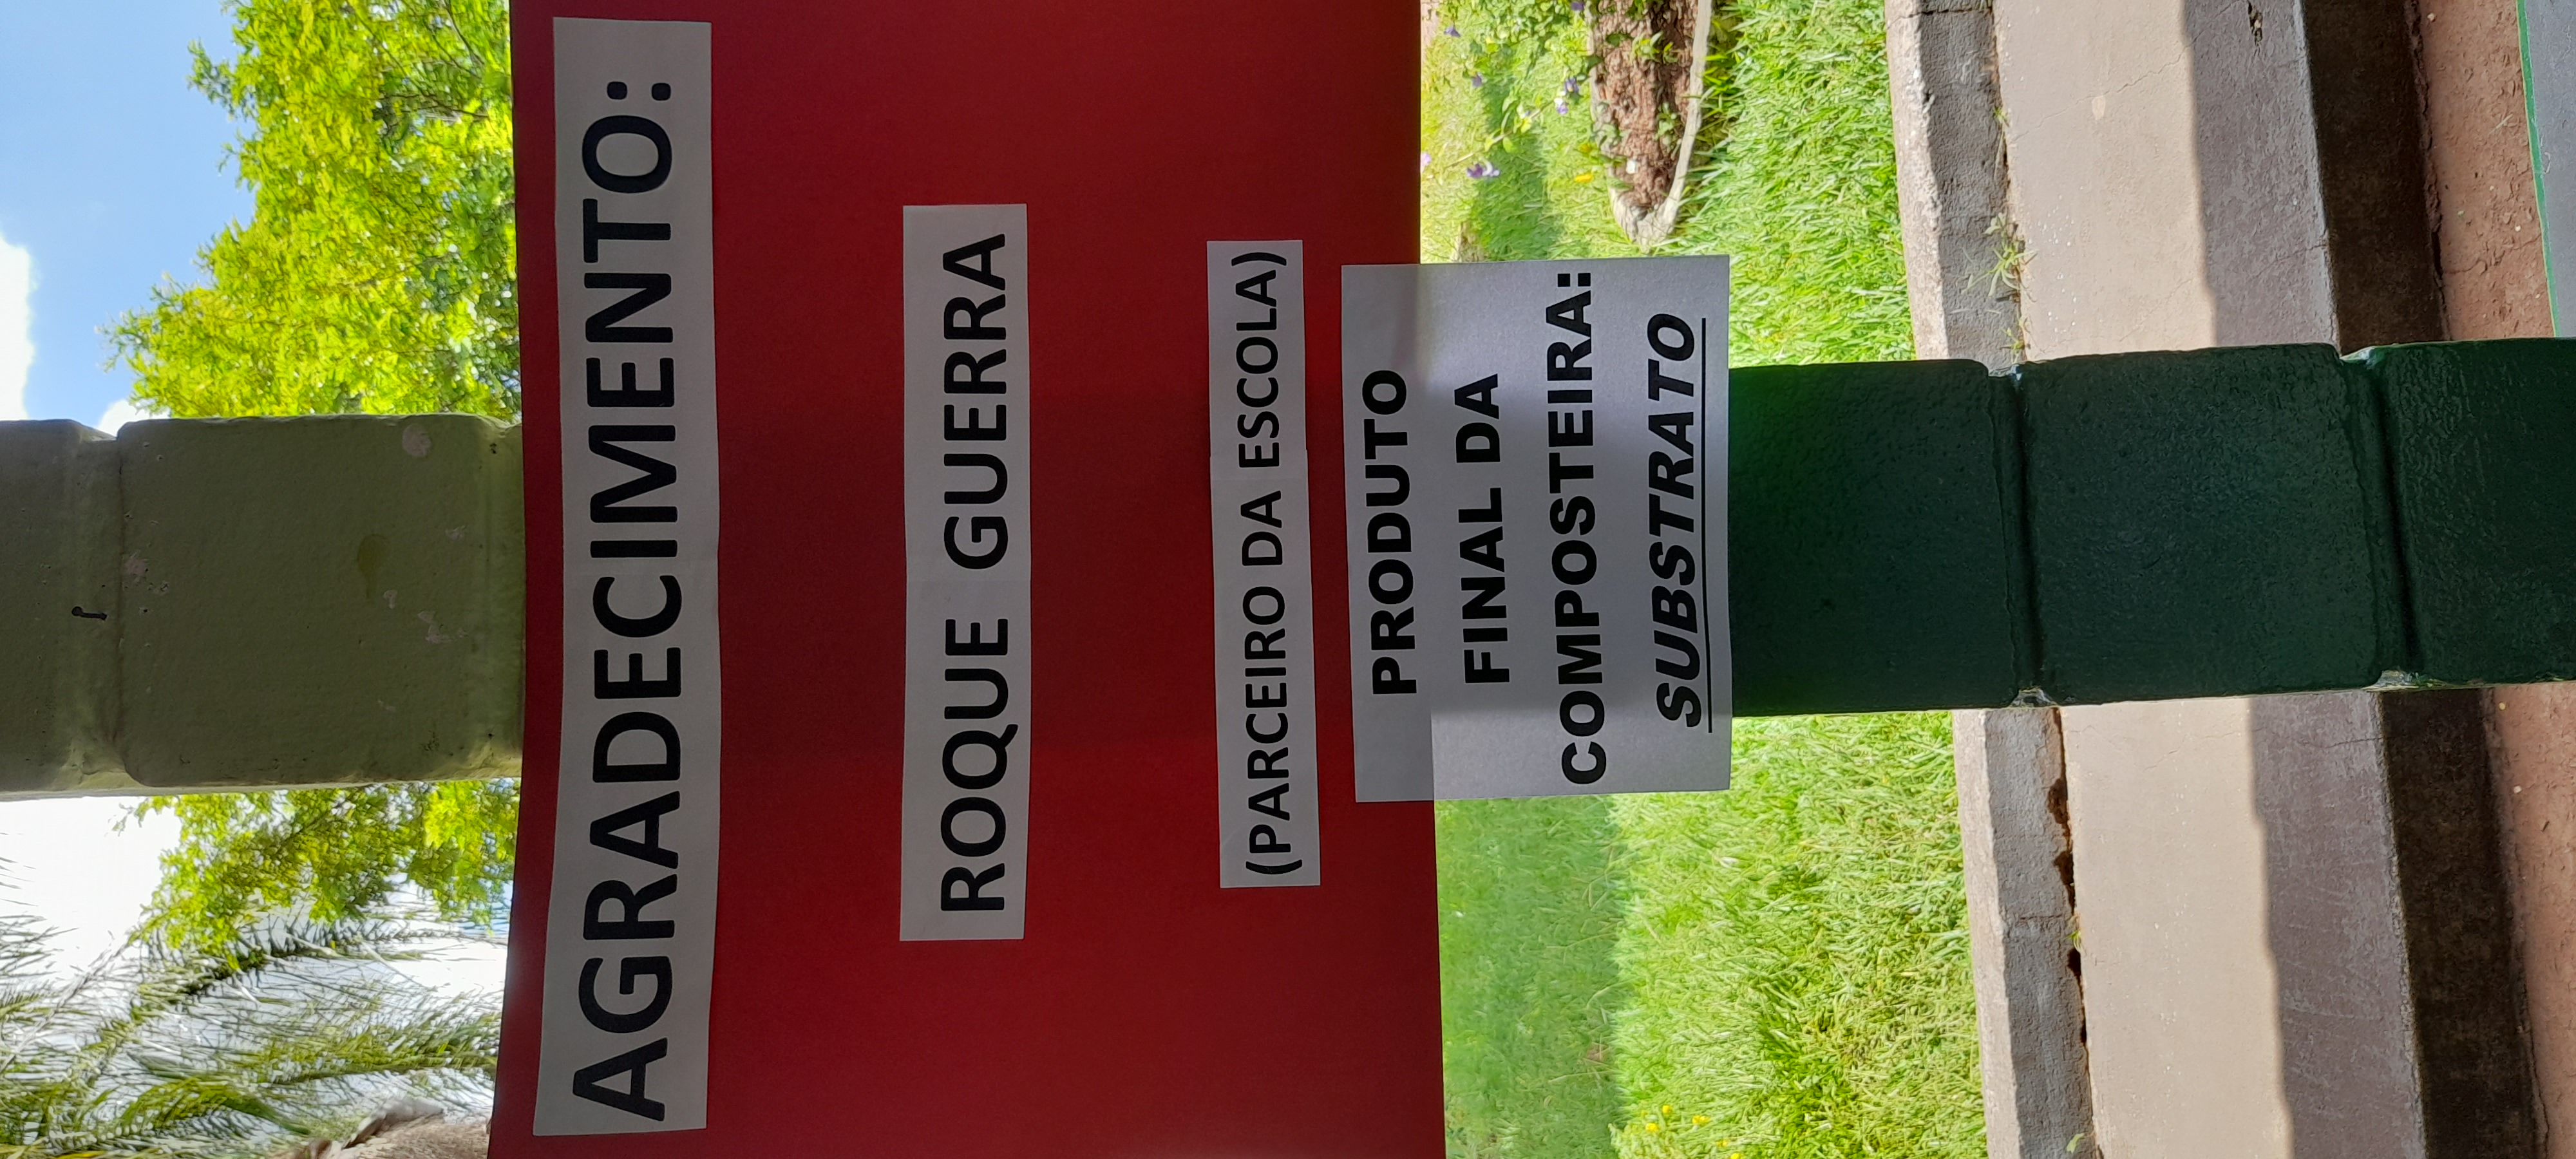 AGRADECIMENTO:
ROQUE GUERRA
(PARCEIRO DA ESCOLA)
PRODUTO
FINAL DA
COMPOSTEIRA:
SUBSTRATO